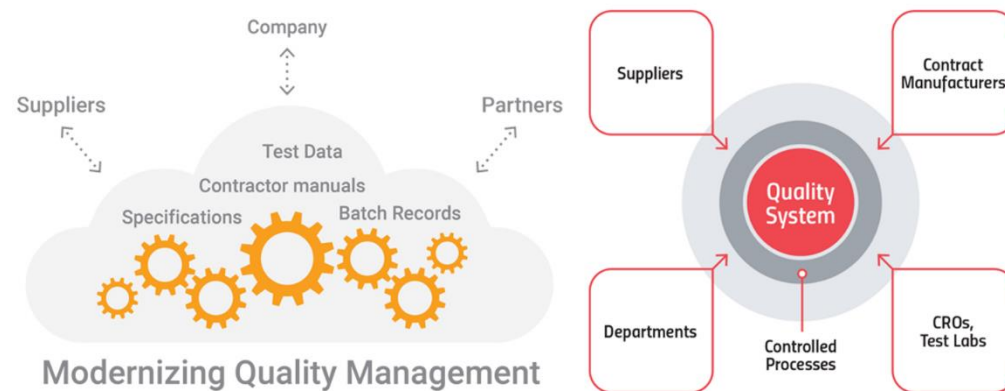 Company
Suppliers
Partners
Test Data
Contractor manuals
Specifications
Batch Records
Modernizing Quality Management
Suppliers
Contract
Manufacturers
Quality
System
Departments
Controlled
Processes
CROs,
Test Labs